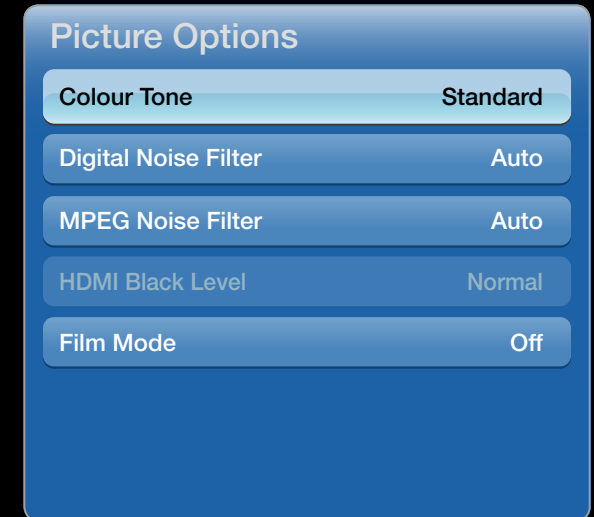 Picture Options
Colour Tone Standard
Digital Noise Filter Auto
MPEG Noise Filter Auto
HDMI Black Level Normal
Film Mode Off